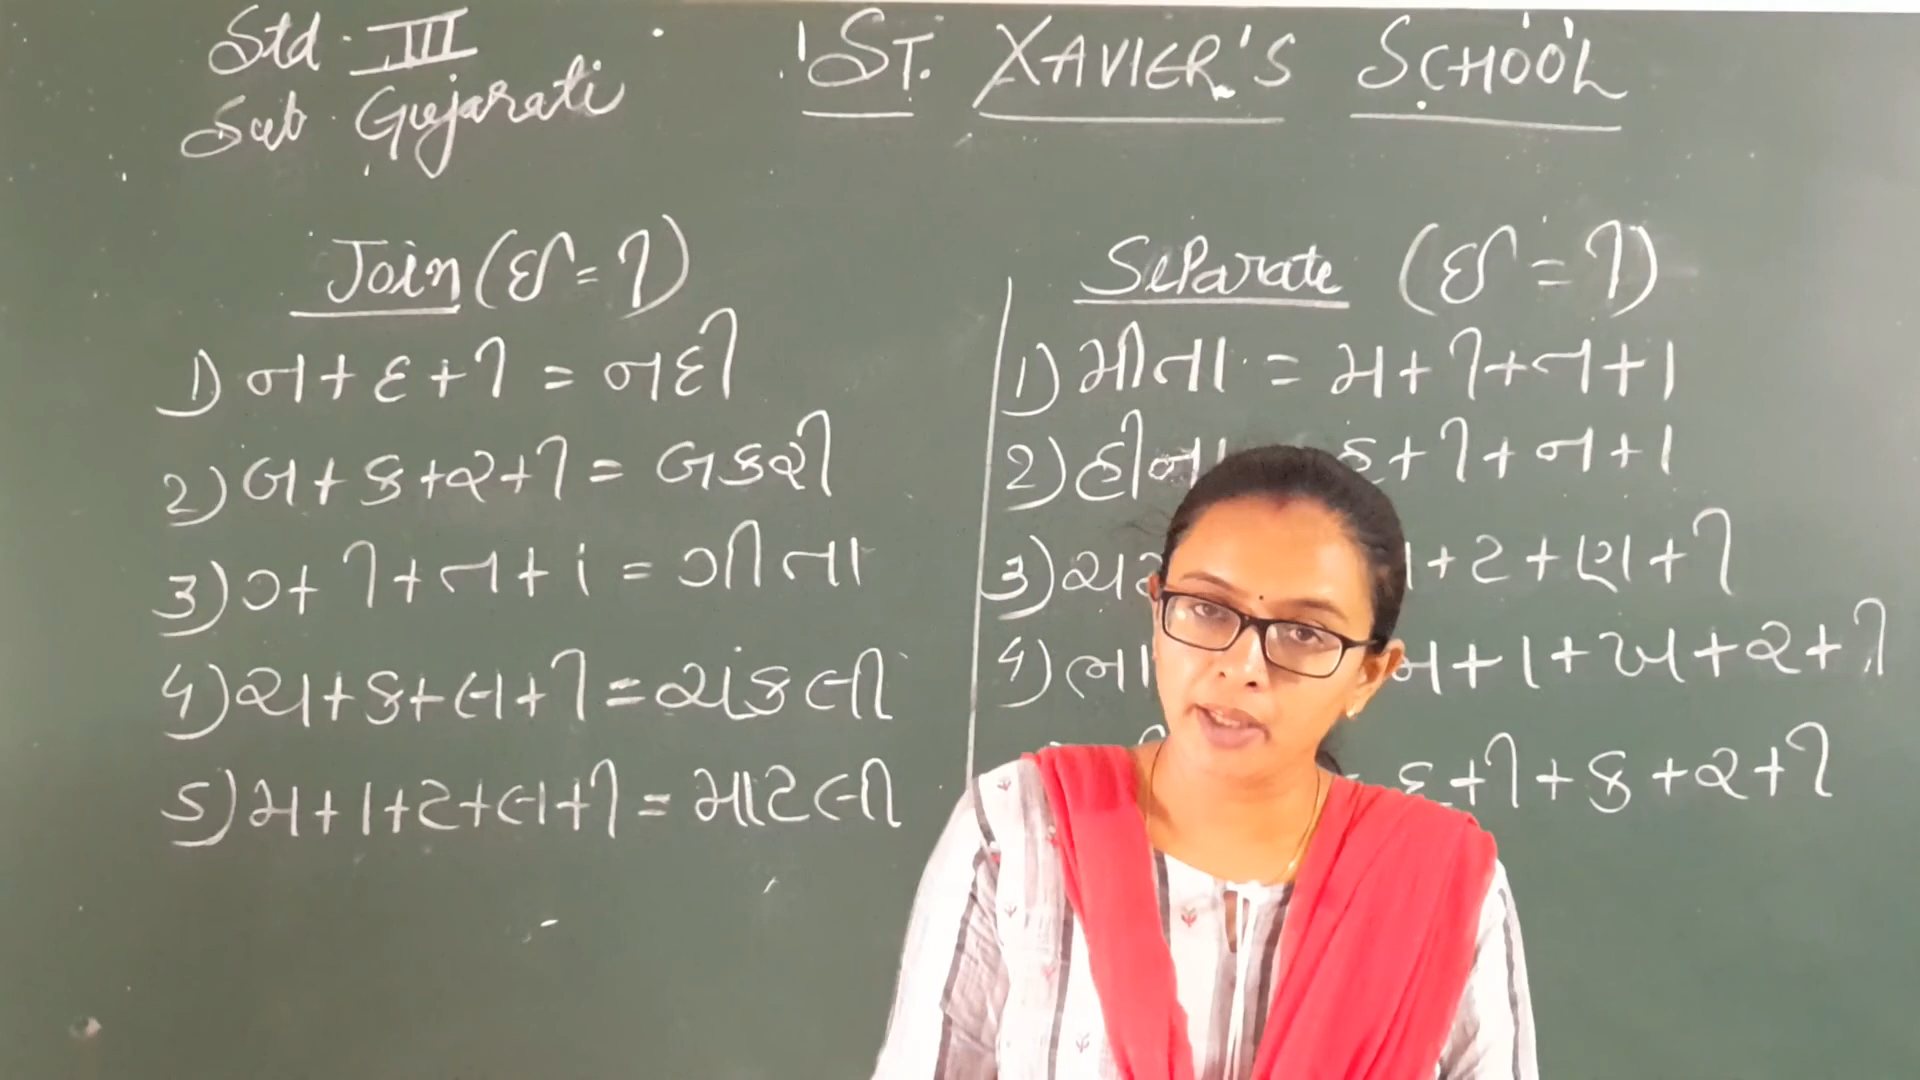 Std. III
Sub. Gujarati
ST. XAVIER'S SCHOOL
Join (ઈ = ી)
1) ન + દ + ી = નદી
2) બ + ક + ર + ી = બકરી
3) ગ + ી + ત + ા = ગીતા
4) ચ + ક + લ + ી = ચંકલી
5) મ + ા + ટ + લ + ી = માટલી
Separate (ઈ = ી)
1) મીતા = મ + ી + ત + ા
2) હીના હ + ી + ન + ા
3) + ટ + ણ + ી
4) + ા + ખ + ર + ી
દ + ી + ક + ર + ી